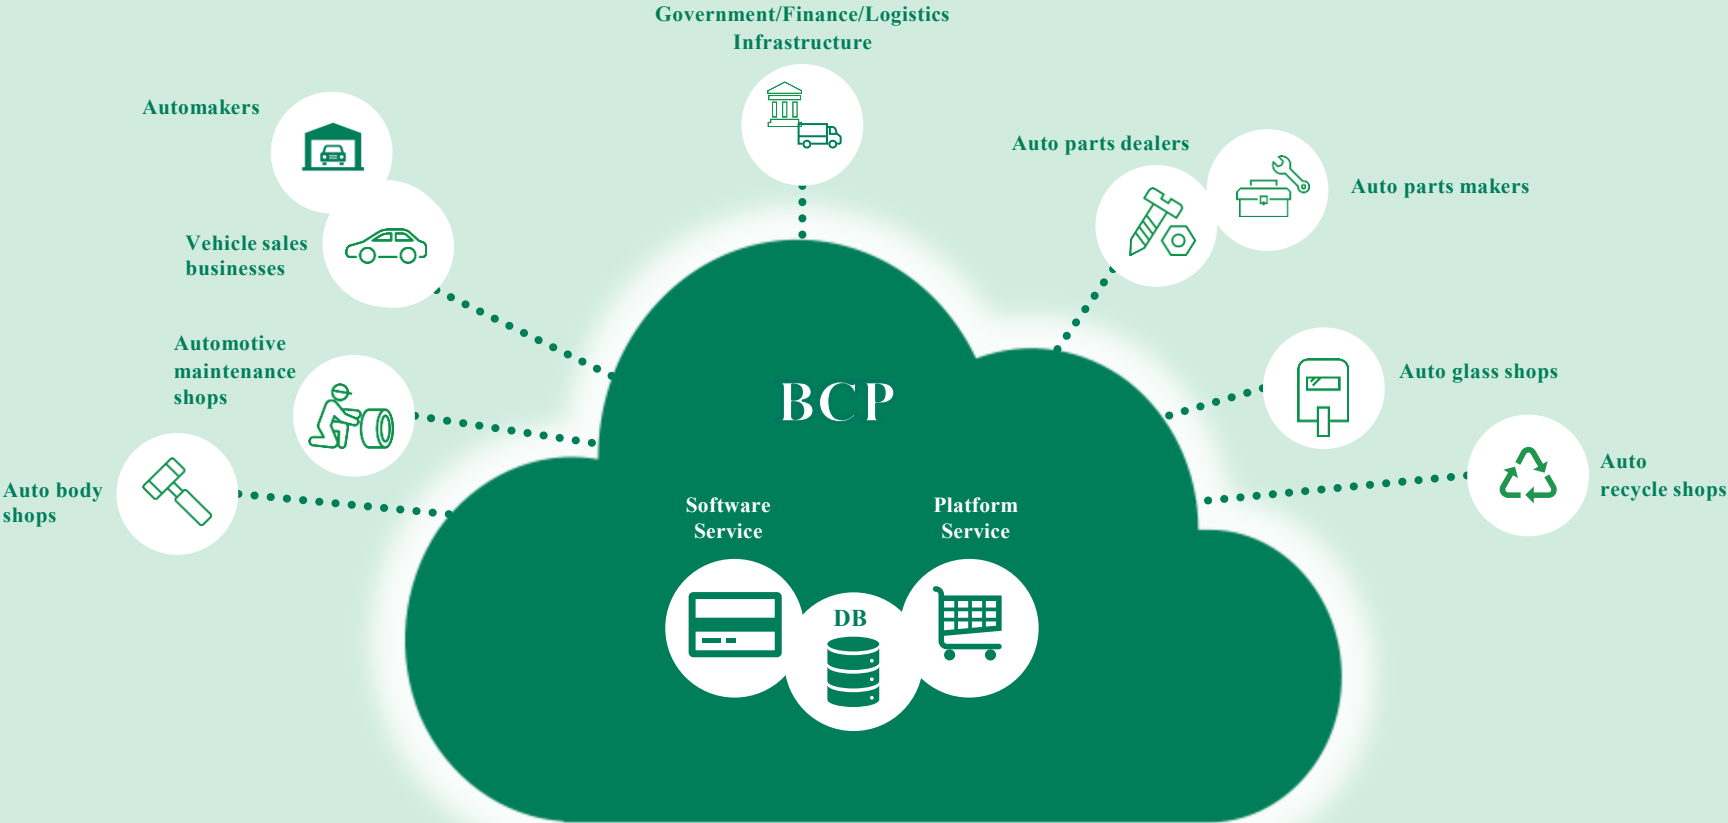 Government/Finance/Logistics
Infrastructure
Automakers
Auto parts dealers
Auto parts makers
Vehicle sales
businesses
Automotive
maintenance
shops
Auto glass shops
BCP
Auto body
shops
Auto
recycle shops
Software
Service
Platform
Service
DB